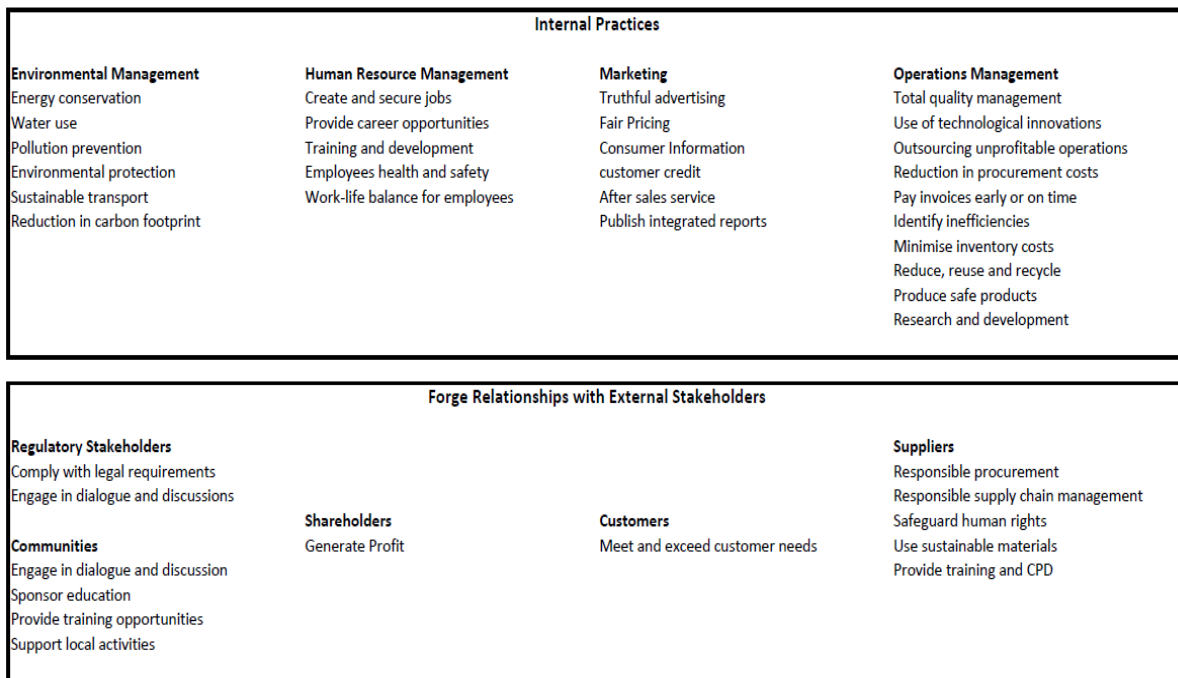 Internal Practices
Environmental Management
Energy conservation
Water use
Pollution prevention
Environmental protection
Sustainable transport
Reduction in carbon footprint
Human Resource Management
Create and secure jobs
Provide career opportunities
Training and development
Employees health and safety
Work-life balance for employees
Marketing
Truthful advertising
Fair Pricing
Consumer Information
customer credit
After sales service
Publish integrated reports
Operations Management
Total quality management
Use of technological innovations
Outsourcing unprofitable operations
Reduction in procurement costs
Pay invoices early or on time
Identify inefficiencies
Minimise inventory costs
Reduce, reuse and recycle
Produce safe products
Research and development
Forge Relationships with External Stakeholders
Regulatory Stakeholders
Comply with legal requirements
Engage in dialogue and discussions
Communities
Engage in dialogue and discussion
Sponsor education
Provide training opportunities
Support local activities
Shareholders
Generate Profit
Customers
Meet and exceed customer needs
Suppliers
Responsible procurement
Responsible supply chain management
Safeguard human rights
Use sustainable materials
Provide training and CPD